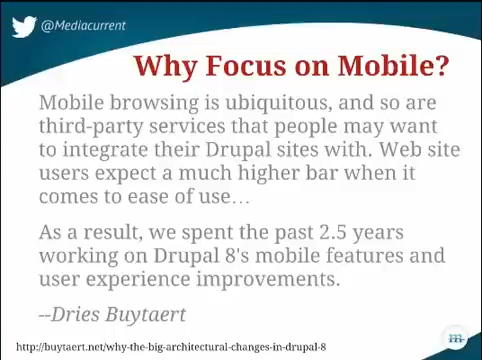 @Mediacurrent
Why Focus on Mobile?
Mobile browsing is ubiquitous, and so are
third-party services that people may want
to integrate their Drupal sites with. Web site
users expect a much higher bar when it
comes to ease of use…
As a result, we spent the past 2.5 years
working on Drupal 8's mobile features and
user experience improvements.
--Dries Buytaert
http://buytaert.net/why-the-big-architectural-changes-in-drupal-8
m